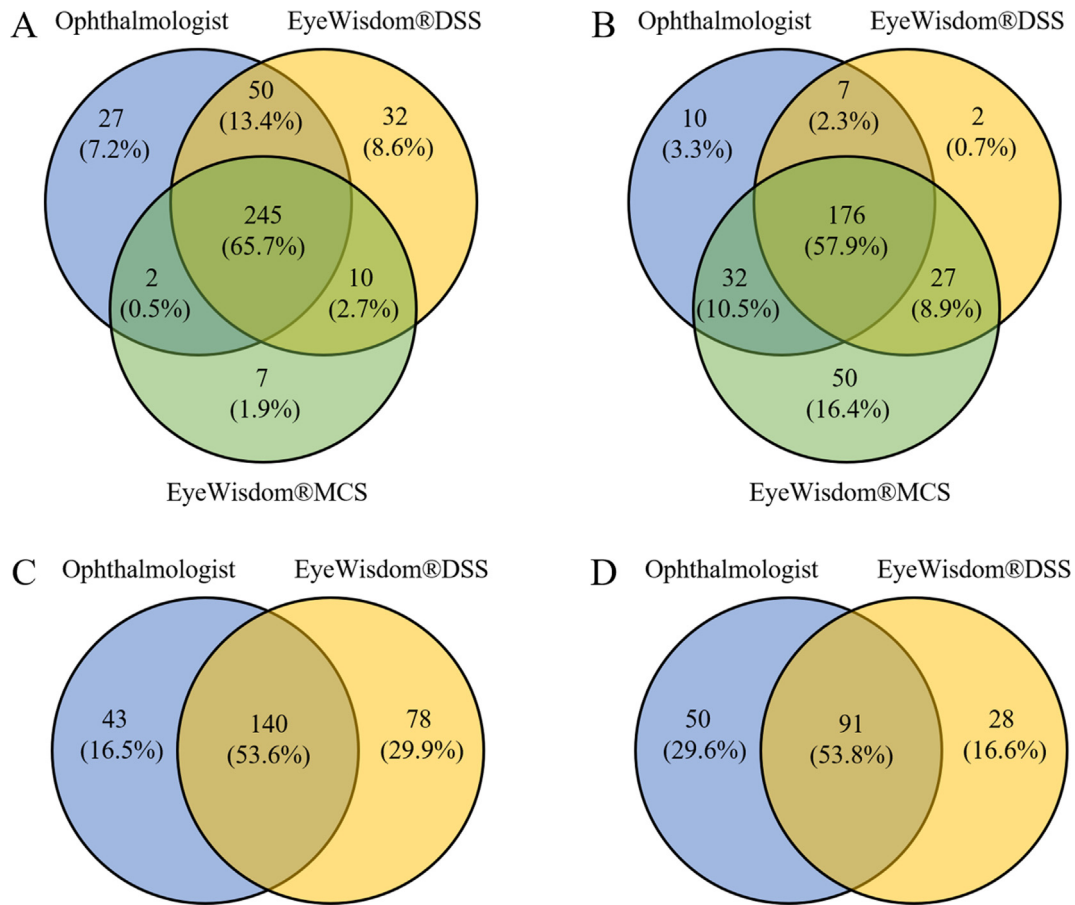 A
Ophthalmologist
EyeWisdom®DSS
27
(7.2%)
50
(13.4%)
32
(8.6%)
245
(65.7%)
2
(0.5%)
10
(2.7%)
7
(1.9%)
EyeWisdom®MCS
B
Ophthalmologist
EyeWisdom®DSS
10
(3.3%)
7
(2.3%)
2
(0.7%)
176
(57.9%)
32
(10.5%)
27
(8.9%)
50
(16.4%)
EyeWisdom®MCS
C
Ophthalmologist
EyeWisdom®DSS
43
(16.5%)
140
(53.6%)
78
(29.9%)
D
Ophthalmologist
EyeWisdom®DSS
50
(29.6%)
91
(53.8%)
28
(16.6%)